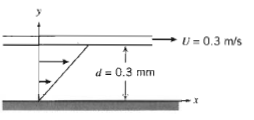 y
U = 0.3 m/s
d = 0.3 mm
x